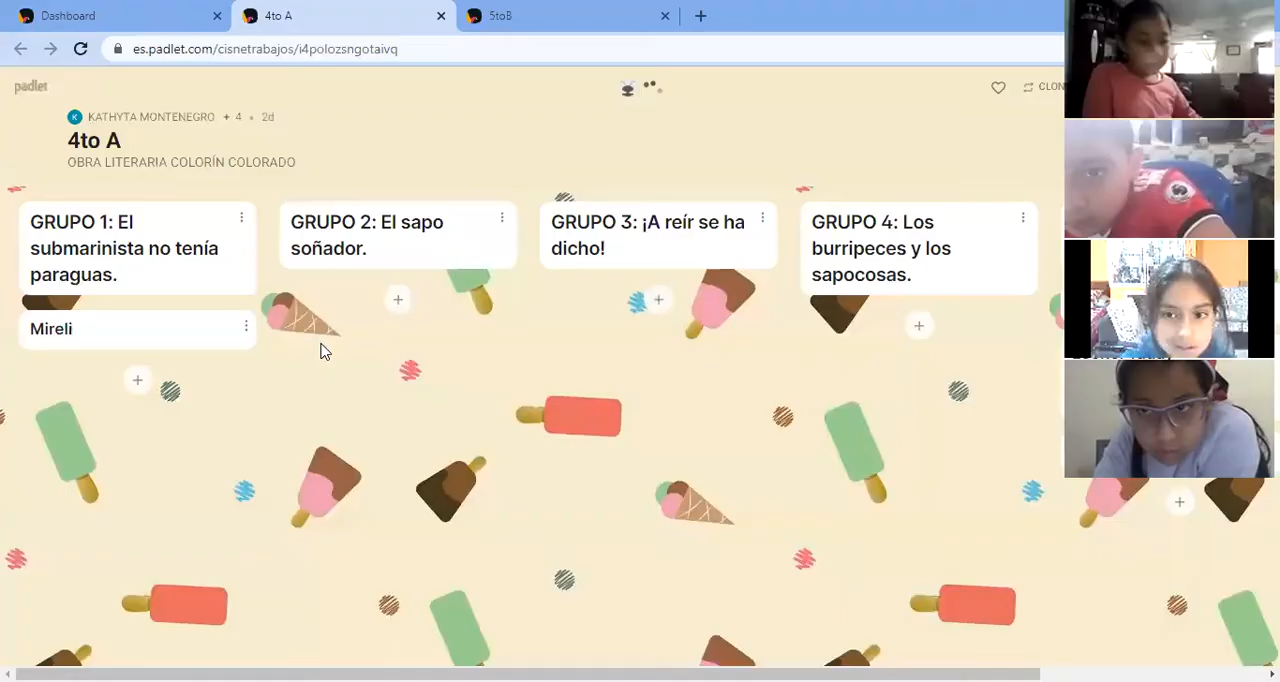 Dashboard
4to A
5toB
es.padlet.com/cisnetrabajos/i4polozsngotaivq
padlet
CLON
K KATHYTA MONTENEGRO + 4 • 2d
4to A
OBRA LITERARIA COLORÍN COLORADO
GRUPO 1: El
submarinista no tenía
paraguas.
Mireli
GRUPO 2: El sapo
soñador.
GRUPO 3: ¡A reír se ha
dicho!
GRUPO 4: Los
burripeces y los
sapocosas.